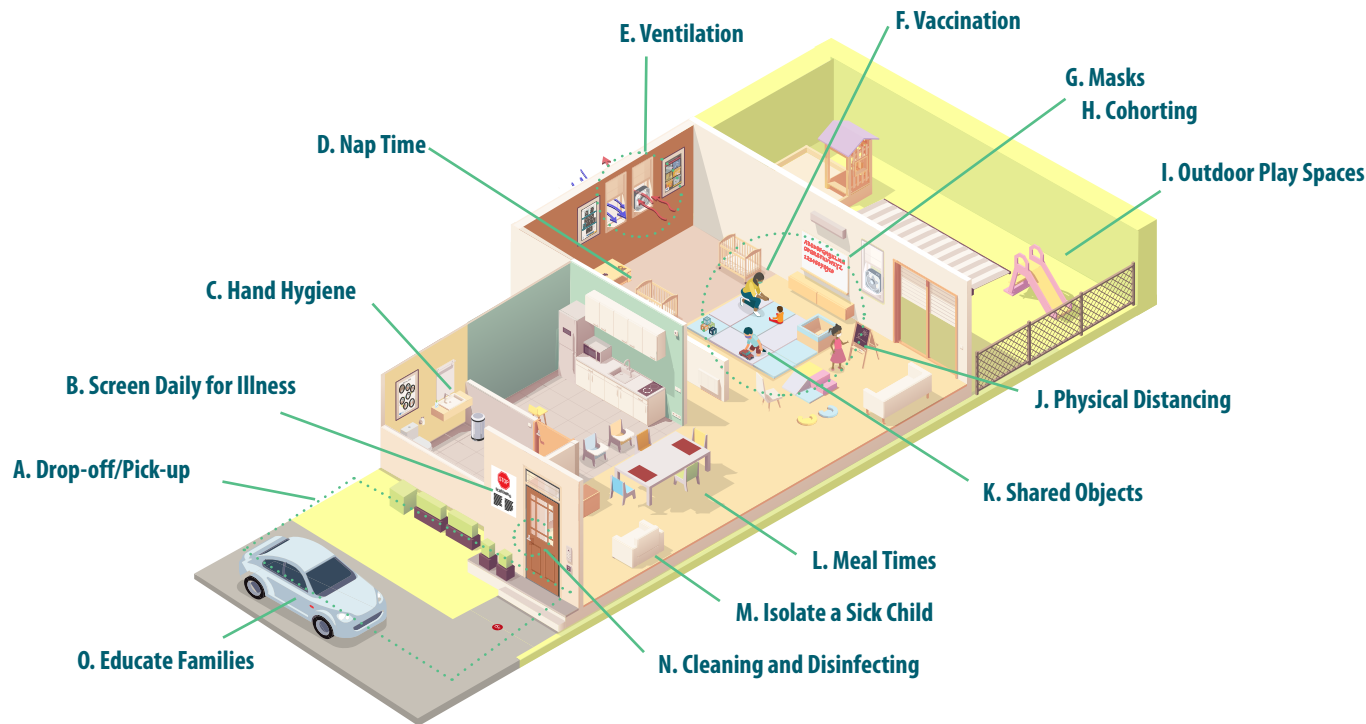 E. Ventilation
F. Vaccination
G. Masks
H. Cohorting
D. Nap Time
I. Outdoor Play Spaces
C. Hand Hygiene
B. Screen Daily for Illness
STOP
J. Physical Distancing
A. Drop-off/Pick-up
K. Shared Objects
L. Meal Times
M. Isolate a Sick Child
O. Educate Families
N. Cleaning and Disinfecting